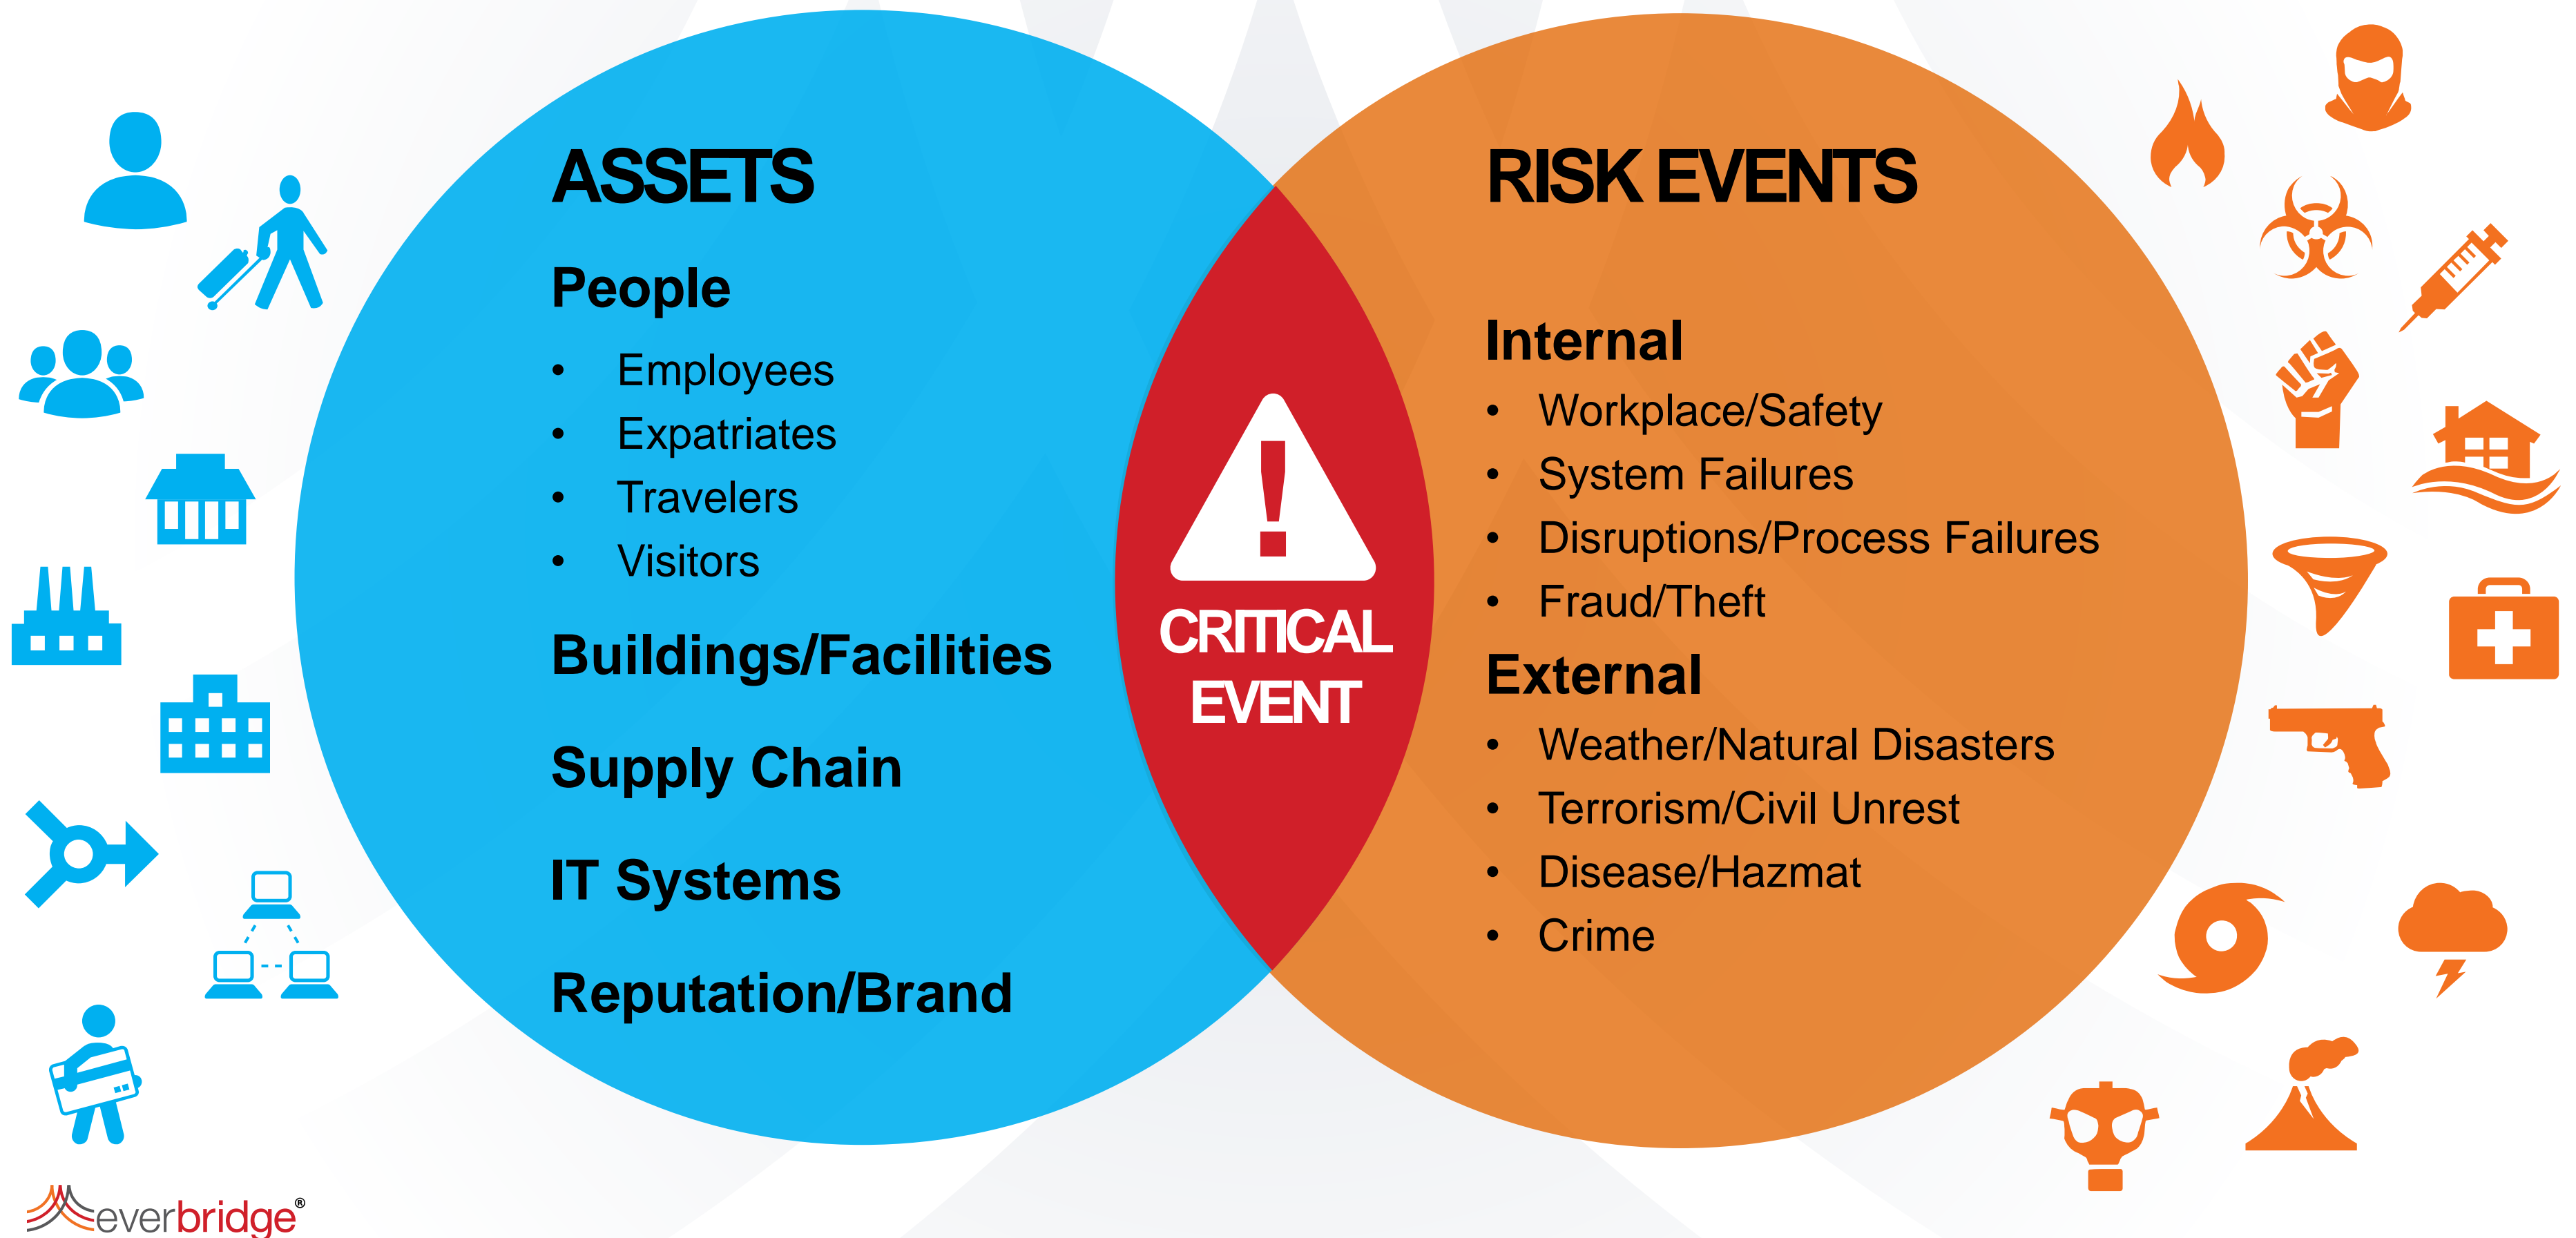 ASSETS
People
• Employees
• Expatriates
• Travelers
• Visitors
Buildings/Facilities
Supply Chain
IT Systems
Reputation/Brand
!
CRITICAL
EVENT
RISK EVENTS
Internal
• Workplace/Safety
• System Failures
• Disruptions/Process Failures
• Fraud/Theft
External
• Weather/Natural Disasters
• Terrorism/Civil Unrest
• Disease/Hazmat
• Crime
everbridge®